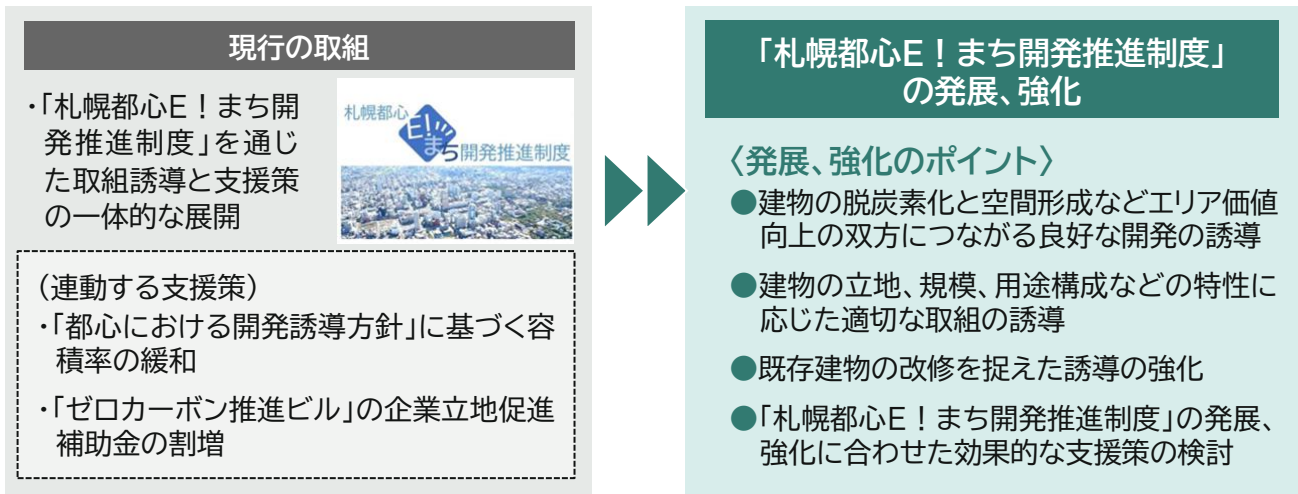 現行の取組
・「札幌都心E！まち開
発推進制度」を通じ
た取組誘導と支援策
の一体的な展開
札幌都心
E!
まち開発推進制度
（連動する支援策）
・「都心における開発誘導方針」に基づく容
積率の緩和
・「ゼロカーボン推進ビル」の企業立地促進
補助金の割増
「札幌都心E！まち開発推進制度」
の発展、強化
〈発展、強化のポイント〉
●建物の脱炭素化と空間形成などエリア価値
向上の双方につながる良好な開発の誘導
●建物の立地、規模、用途構成などの特性に
応じた適切な取組の誘導
●既存建物の改修を捉えた誘導の強化
●「札幌都心E！まち開発推進制度」の発展、
強化に合わせた効果的な支援策の検討